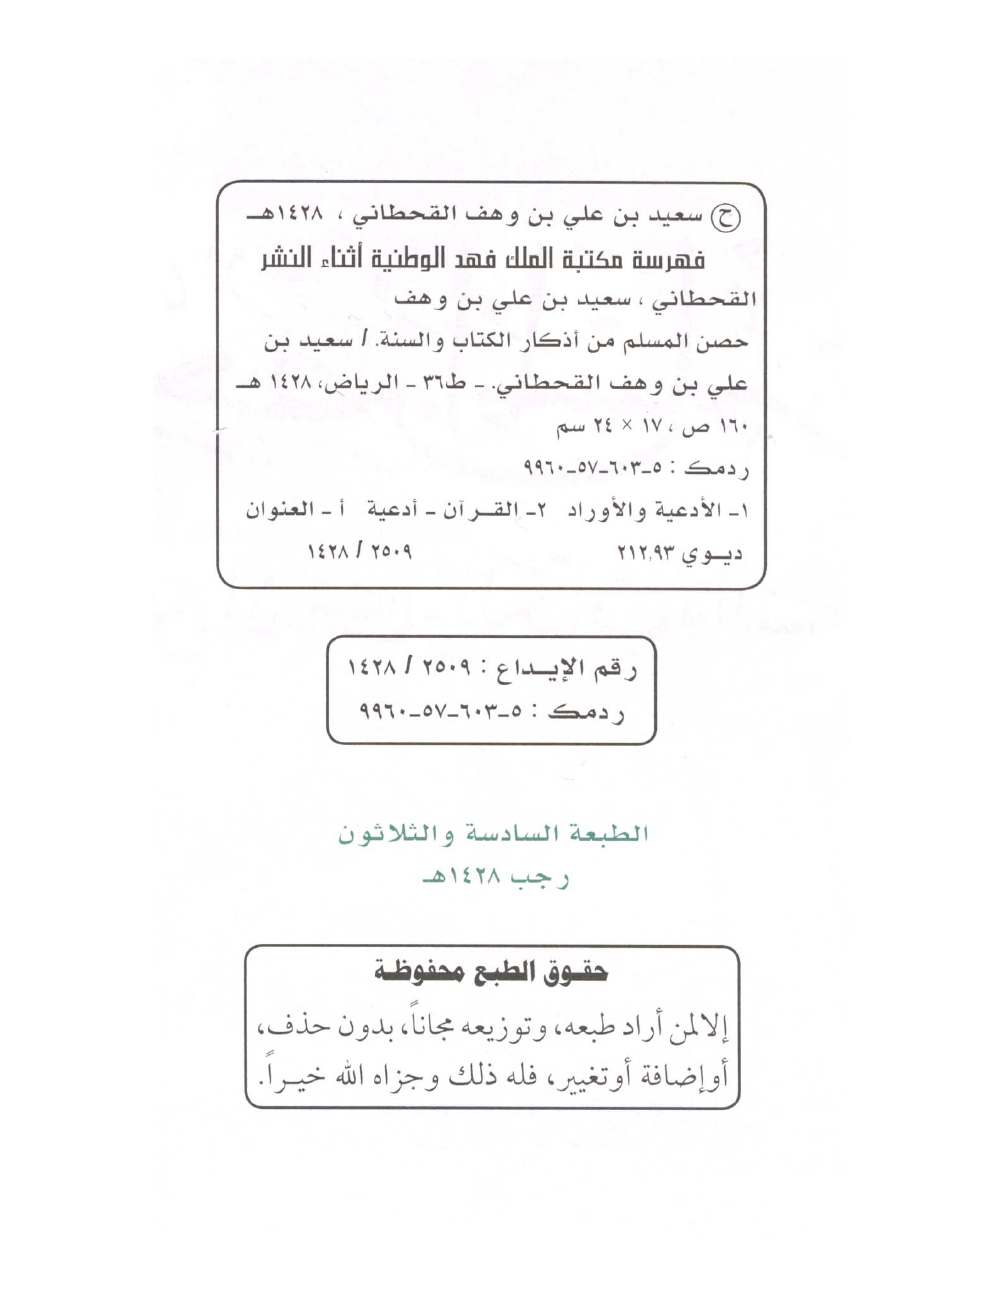 ح سعيد بن علي بن وهف القحطاني ، ١٤٢٨هـ
فهرسة مكتبة الملك فهد الوطنية أثناء النشر
القحطاني ، سعيد بن علي بن وهف
حصن المسلم من أذكار الكتاب والسنة. / سعيد بن
علي بن وهف القحطاني. - ط٣٦ - الرياض، ١٤٢٨ هـ
١٦٠ ص ، ١٧ × ٢٤ سم
ردمك : ٥-٦٠٣-٥٧-٩٩٦٠
١- الأدعية والأوراد ٢- القرآن - أدعية أ - العنوان
ديوي ٢١٢,٩٣ ٢٥٠٩ / ١٤٢٨
رقم الإيداع : ٢٥٠٩ / ١٤٢٨
ردمك : ٥-٦٠٣-٥٧-٩٩٦٠
الطبعة السادسة والثلاثون
رجب ١٤٢٨هـ
حقوق الطبع محفوظة
إلا لمن أراد طبعه، وتوزيعه مجاناً، بدون حذف،
أو إضافة أو تغيير، فله ذلك وجزاه الله خيراً.